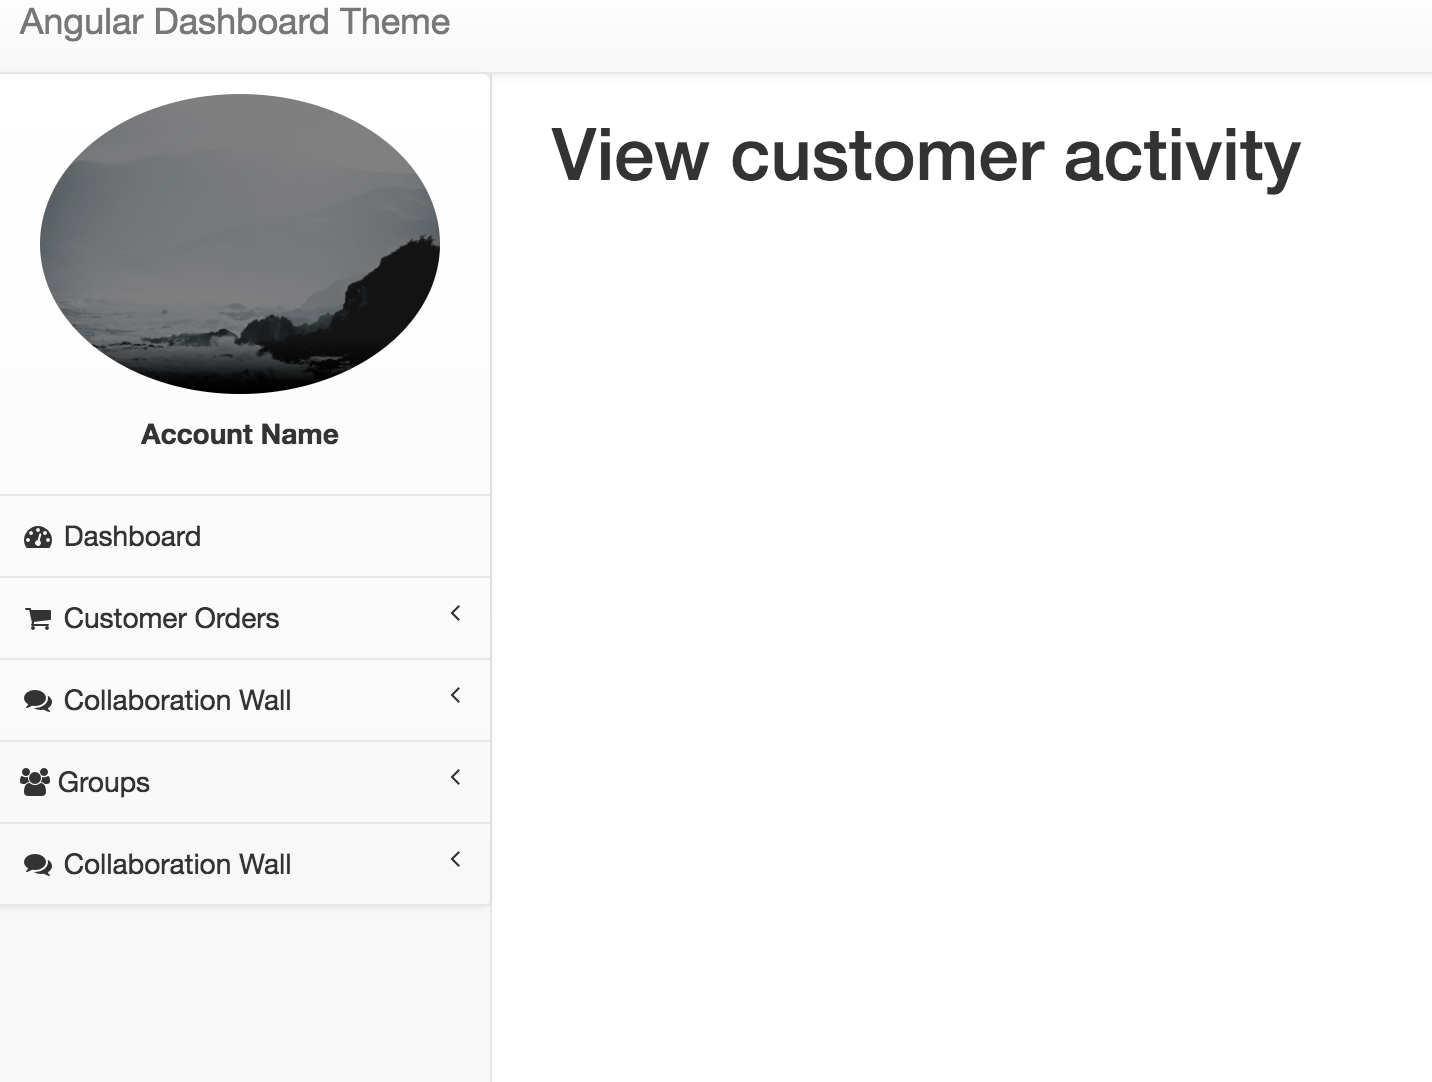 Angular Dashboard Theme
View customer activity
Account Name
Dashboard
Customer Orders
Collaboration Wall
Groups
Collaboration Wall